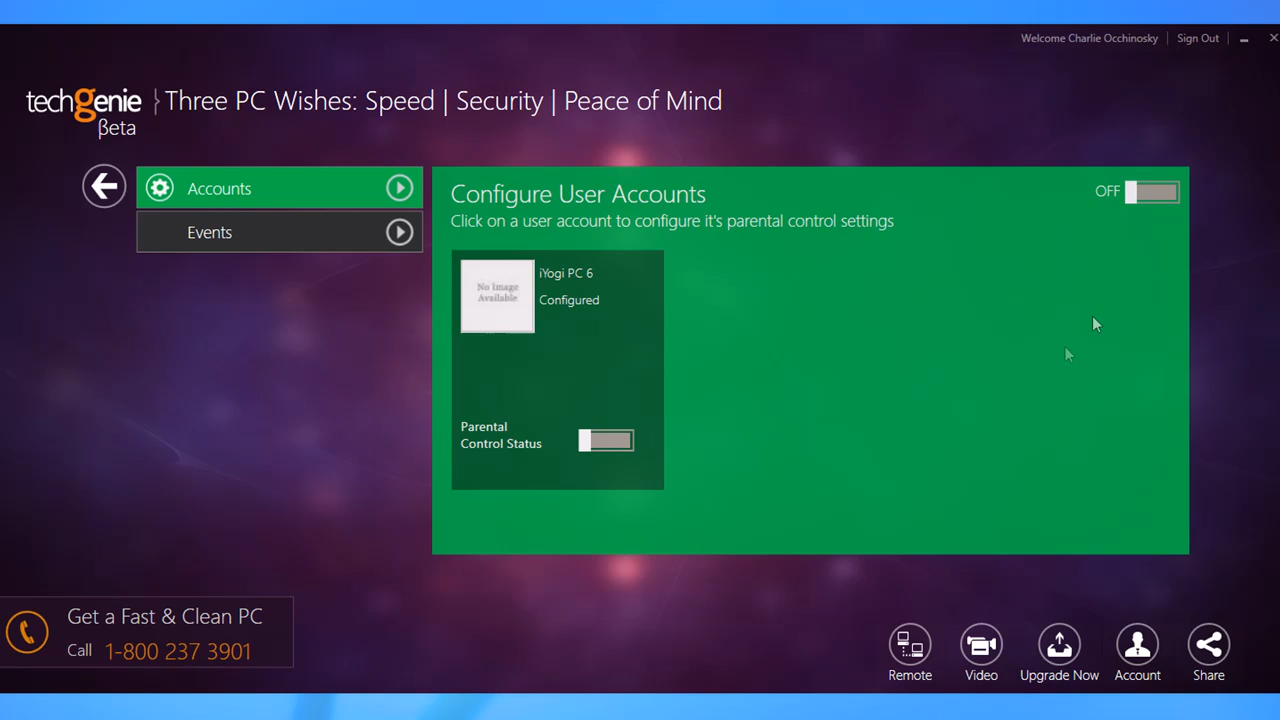 Welcome Charlie Occhinosky | Sign Out
techgenie
βeta
Three PC Wishes: Speed | Security | Peace of Mind
Accounts
Events
Configure User Accounts
OFF
Click on a user account to configure it's parental control settings
No Image
Available
iYogi PC 6
Configured
Parental
Control Status
Get a Fast & Clean PC
Call 1-800 237 3901
Remote
Video
Upgrade Now
Account
Share